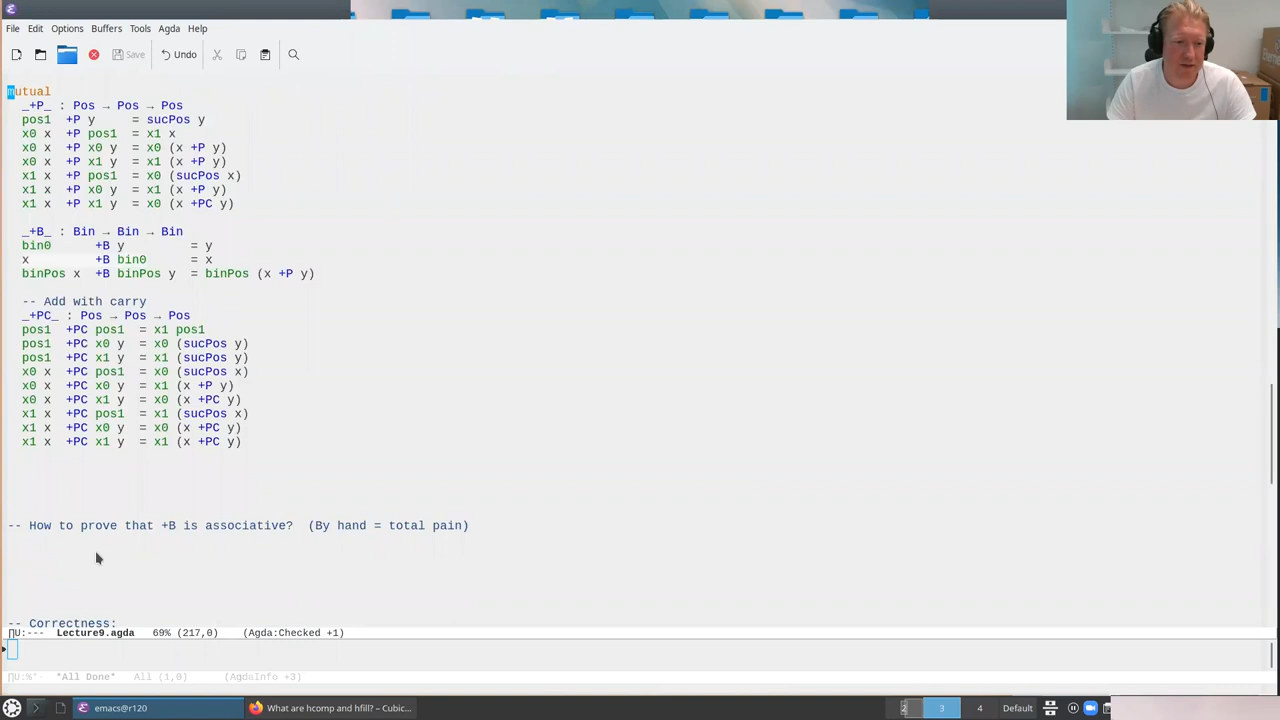 File Edit Options Buffers Tools Agda Help
Save Undo
mutual
_+P_ : Pos → Pos → Pos
pos1 +P y = sucPos y
x0 x +P pos1 = x1 x
x0 x +P x0 y = x0 (x +P y)
x0 x +P x1 y = x1 (x +P y)
x1 x +P pos1 = x0 (sucPos x)
x1 x +P x0 y = x1 (x +P y)
x1 x +P x1 y = x0 (x +PC y)
_+B_ : Bin → Bin → Bin
bin0 +B y = y
x +B bin0 = x
binPos x +B binPos y = binPos (x +P y)
-- Add with carry
_+PC_ : Pos → Pos → Pos
pos1 +PC pos1 = x1 pos1
pos1 +PC x0 y = x0 (sucPos y)
pos1 +PC x1 y = x1 (sucPos y)
x0 x +PC pos1 = x0 (sucPos x)
x0 x +PC x0 y = x1 (x +P y)
x0 x +PC x1 y = x0 (x +PC y)
x1 x +PC pos1 = x1 (sucPos x)
x1 x +PC x0 y = x0 (x +PC y)
x1 x +PC x1 y = x1 (x +PC y)
-- How to prove that +B is associative? (By hand = total pain)
-- Correctness:
∏U:--- Lecture9.agda 69% (217,0) (Agda:Checked +1)
∏U:%*- *All Done* All (1,0) (AgdaInfo +3)
emacs@r120 What are hcomp and hfill? – Cubic... 2 3 4 Default